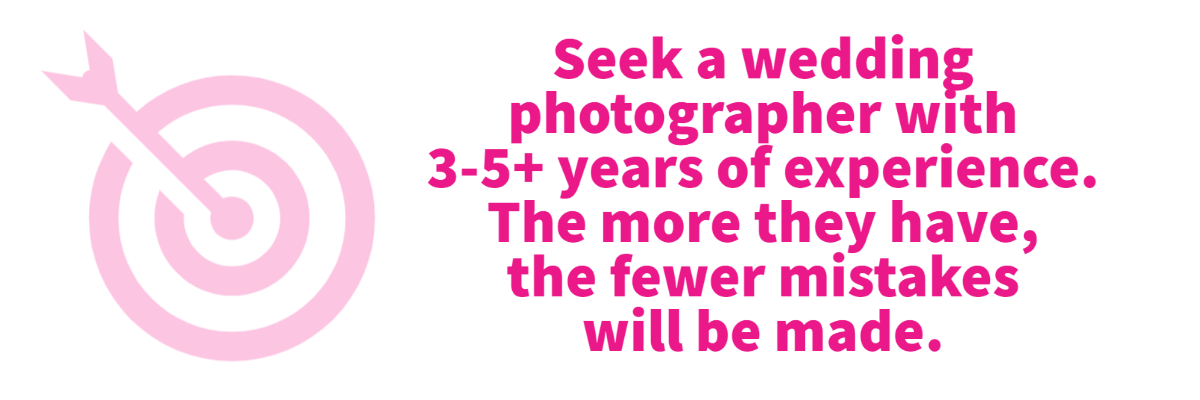 Seek a wedding
photographer with
3-5+ years of experience.
The more they have,
the fewer mistakes
will be made.